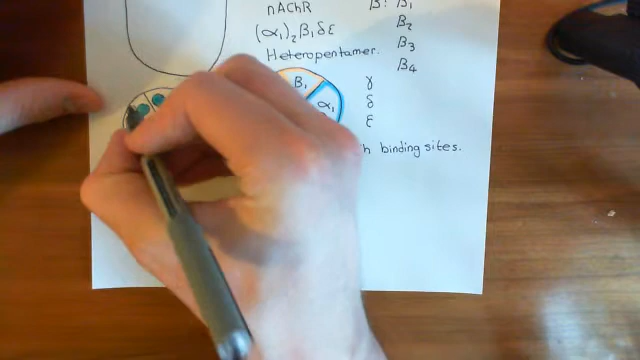 nAChR
(α₁)₂β₁δε
Heteropentamer.
β₁
α₁
β: β₁
β₂
β₃
β₄
γ
δ
ε
binding sites.